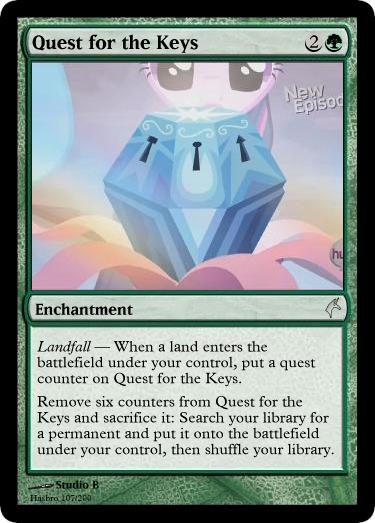 Quest for the Keys 2
New
Episod
hu
Enchantment
Landfall — When a land enters the
battlefield under your control, put a quest
counter on Quest for the Keys.
Remove six counters from Quest for the
Keys and sacrifice it: Search your library for
a permanent and put it onto the battlefield
under your control, then shuffle your library.
Studio B
Hasbro 107/200